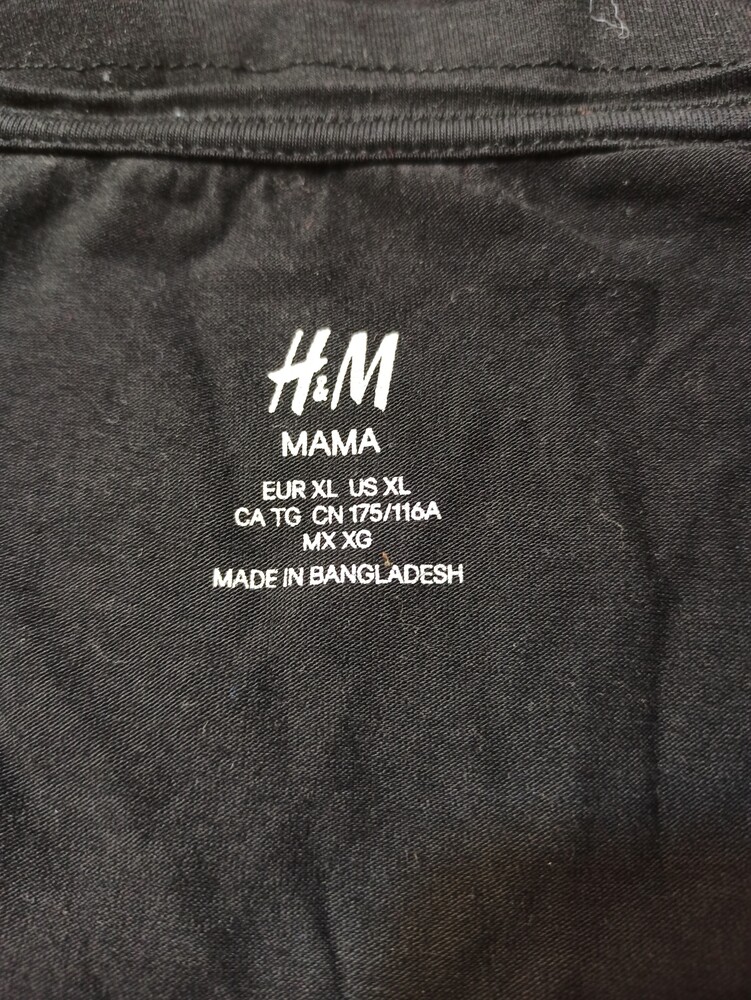 H&M
MAMA
EUR XL US XL
CA TG CN 175/116A
MX XG
MADE IN BANGLADESH